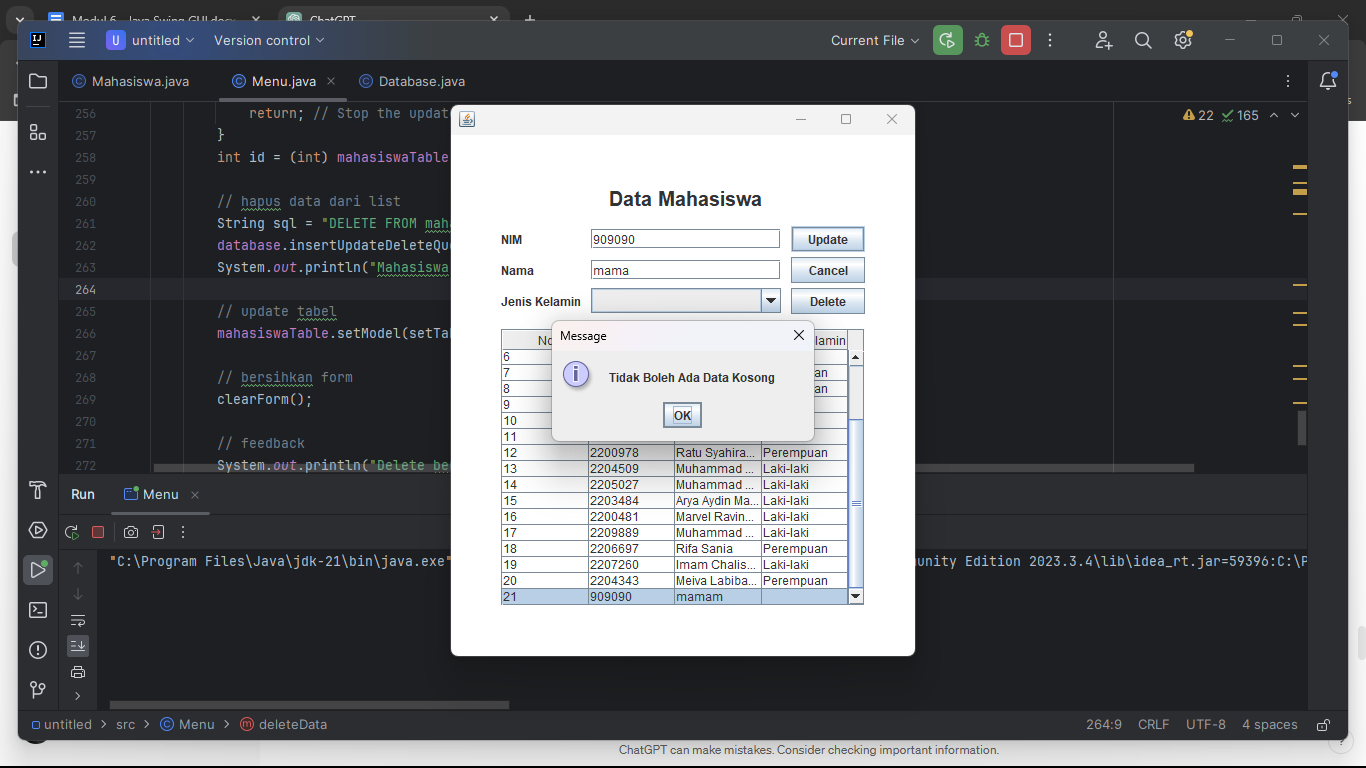 Modul 6 - Java Swing GUI.docx
ChatGPT
untitled
Version control
Current File
Mahasiswa.java
Menu.java
Database.java
22
165
256 return; // Stop the updat
257 }
258 int id = (int) mahasiswaTable
259
260 // hapus data dari list
261 String sql = "DELETE FROM mah
262 database.insertUpdateDeleteQu
263 System.out.println("Mahasiswa
264
265 // update tabel
266 mahasiswaTable.setModel(setTa
267
268 // bersihkan form
269 clearForm();
270
271 // feedback
272 System.out.println("Delete be
Data Mahasiswa
NIM 909090 Update
Nama mama Cancel
Jenis Kelamin Delete
No lamin
Message
Tidak Boleh Ada Data Kosong
OK
6
7 an
8 an
9
10
11
12 2200978 Ratu Syahira... Perempuan
13 2204509 Muhammad ... Laki-laki
14 2205027 Muhammad ... Laki-laki
15 2203484 Arya Aydin Ma... Laki-laki
16 2200481 Marvel Ravin... Laki-laki
17 2209889 Muhammad ... Laki-laki
18 2206697 Rifa Sania Perempuan
19 2207260 Imam Chalis... Laki-laki
20 2204343 Meiva Labiba... Perempuan
21 909090 mamam
Run
Menu
"C:\Program Files\Java\jdk-21\bin\java.exe"
unity Edition 2023.3.4\lib\idea_rt.jar=59396:C:\P
untitled > src > Menu > deleteData
264:9 CRLF UTF-8 4 spaces
ChatGPT can make mistakes. Consider checking important information.